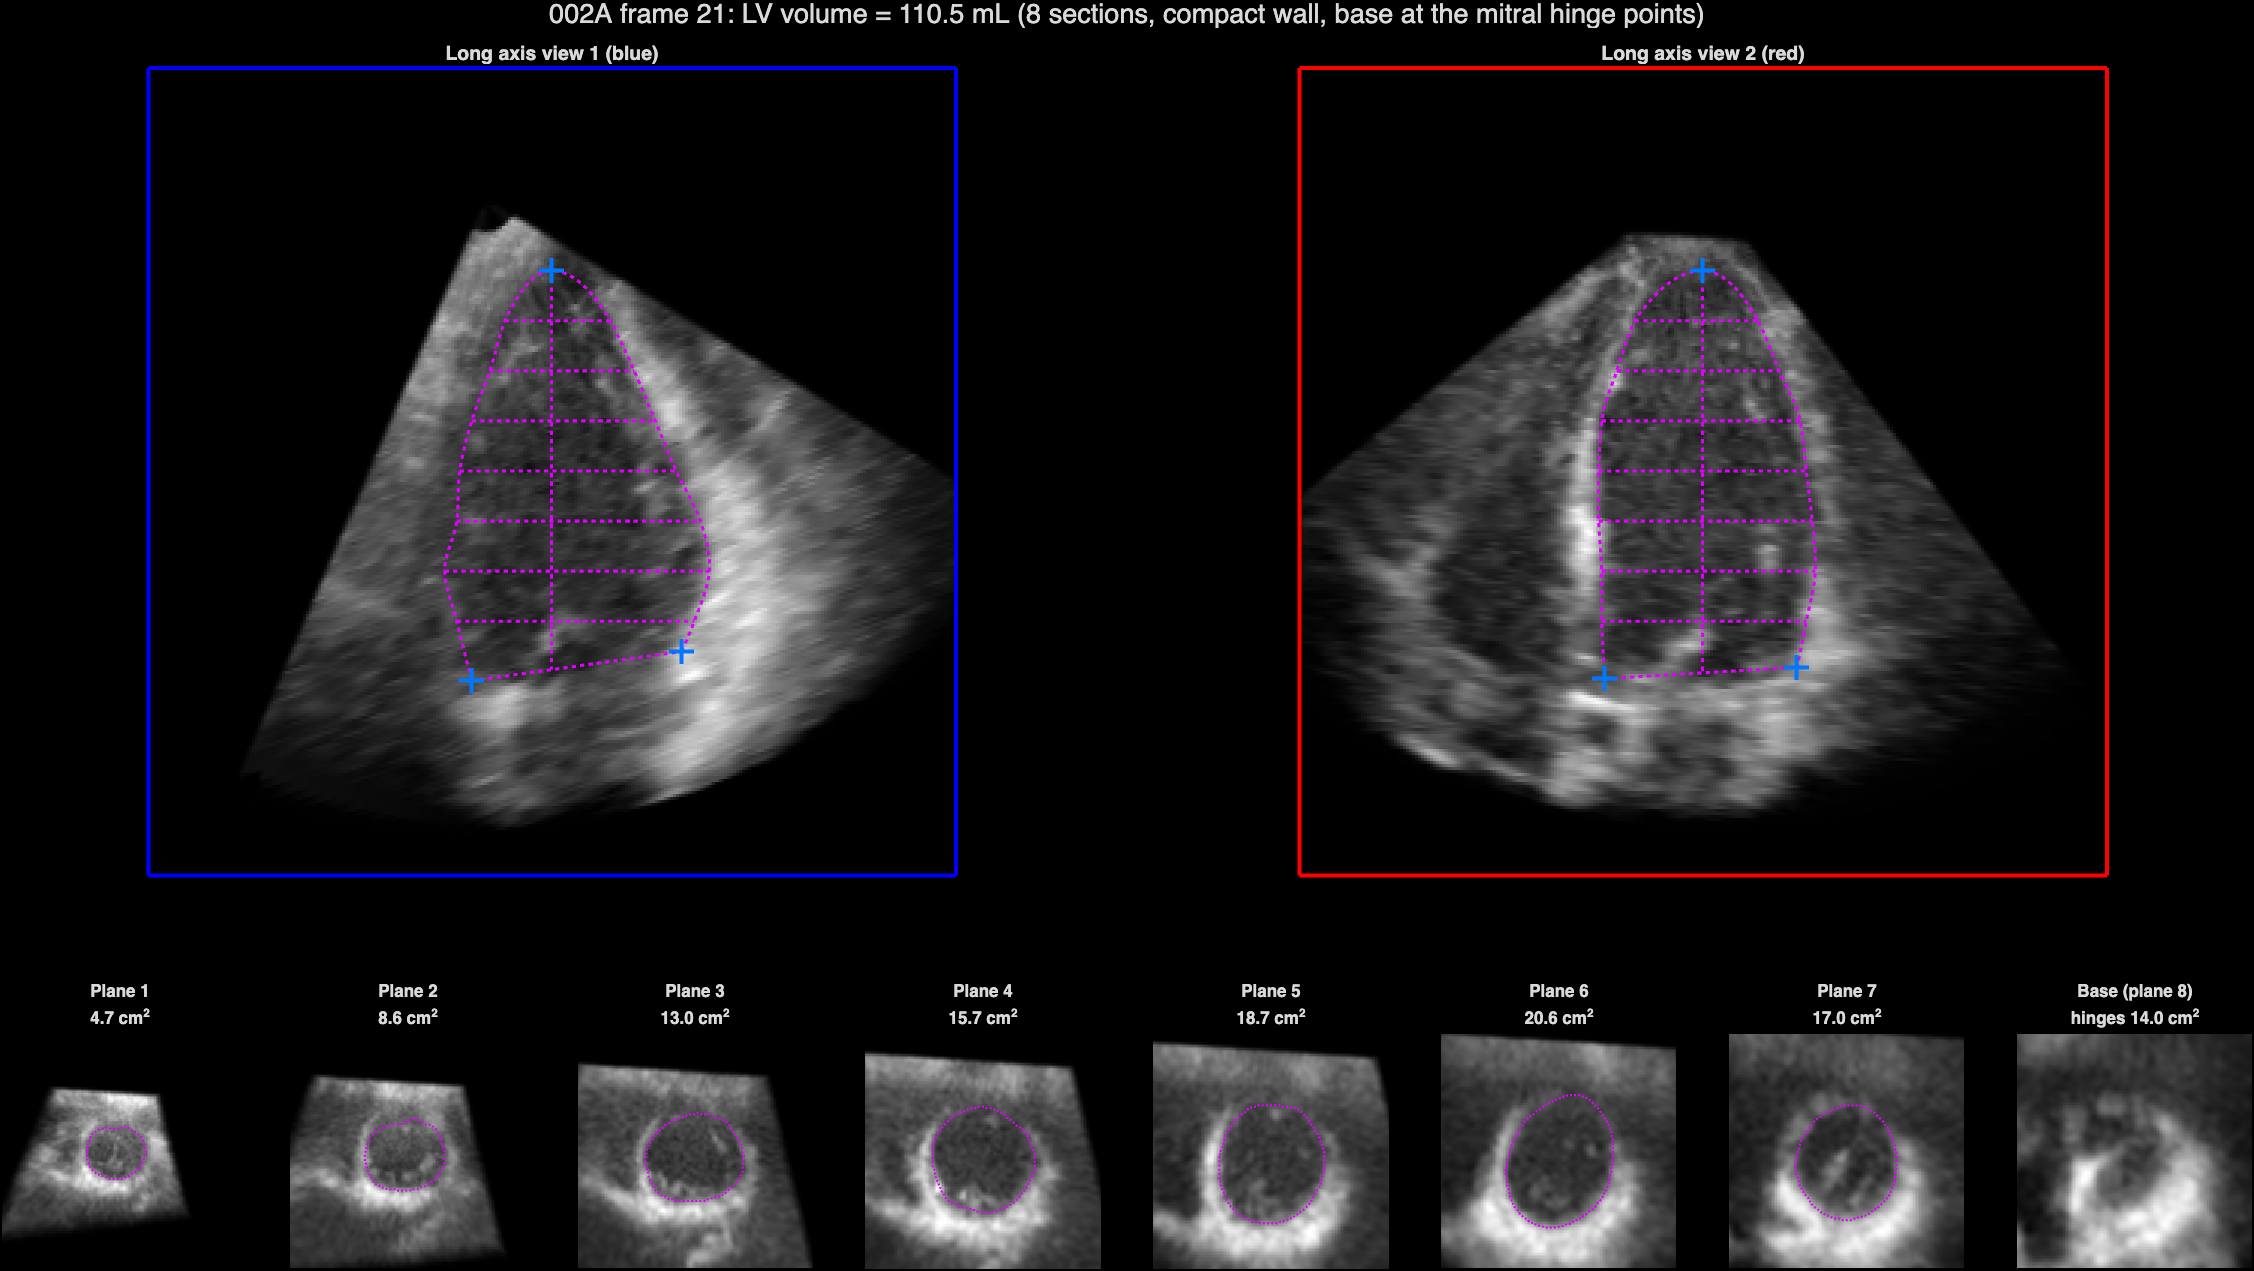 002A frame 21: LV volume = 110.5 mL (8 sections, compact wall, base at the mitral hinge points)
Long axis view 1 (blue)
Long axis view 2 (red)
Plane 1
4.7 cm²
Plane 2
8.6 cm²
Plane 3
13.0 cm²
Plane 4
15.7 cm²
Plane 5
18.7 cm²
Plane 6
20.6 cm²
Plane 7
17.0 cm²
Base (plane 8)
hinges 14.0 cm²